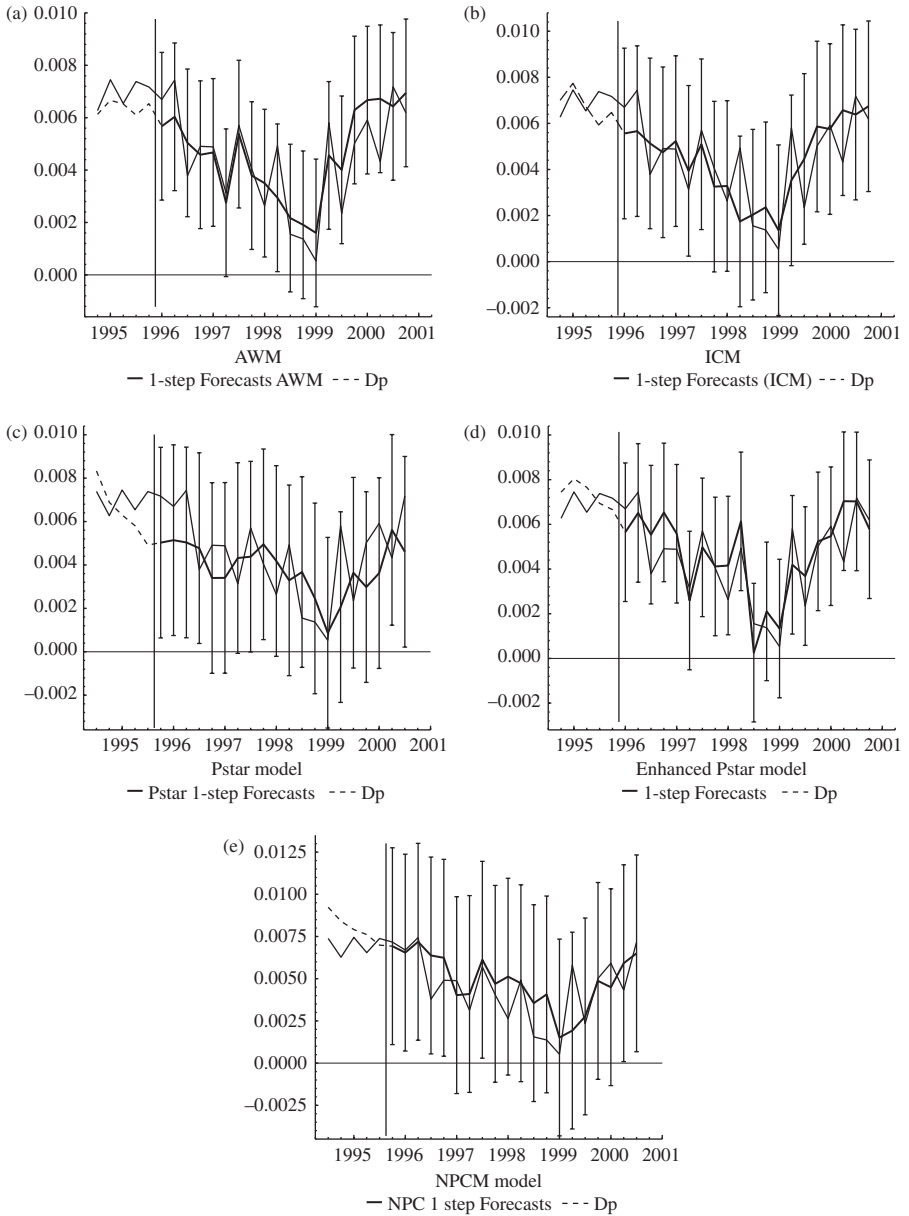 (a)
0.010
0.008
0.006
0.004
0.002
0.000
1995 1996 1997 1998 1999 2000 2001
AWM
1-step Forecasts AWM Dp
(b)
0.010
0.008
0.006
0.004
0.002
0.000
–0.002
1995 1996 1997 1998 1999 2000 2001
ICM
1-step Forecasts (ICM) Dp
(c)
0.010
0.008
0.006
0.004
0.002
0.000
–0.002
1995 1996 1997 1998 1999 2000 2001
Pstar model
Pstar 1-step Forecasts Dp
(d)
0.010
0.008
0.006
0.004
0.002
0.000
–0.002
1995 1996 1997 1998 1999 2000 2001
Enhanced Pstar model
1-step Forecasts Dp
(e)
0.0125
0.0100
0.0075
0.0050
0.0025
0.0000
–0.0025
1995 1996 1997 1998 1999 2000 2001
NPCM model
NPC 1 step Forecasts Dp